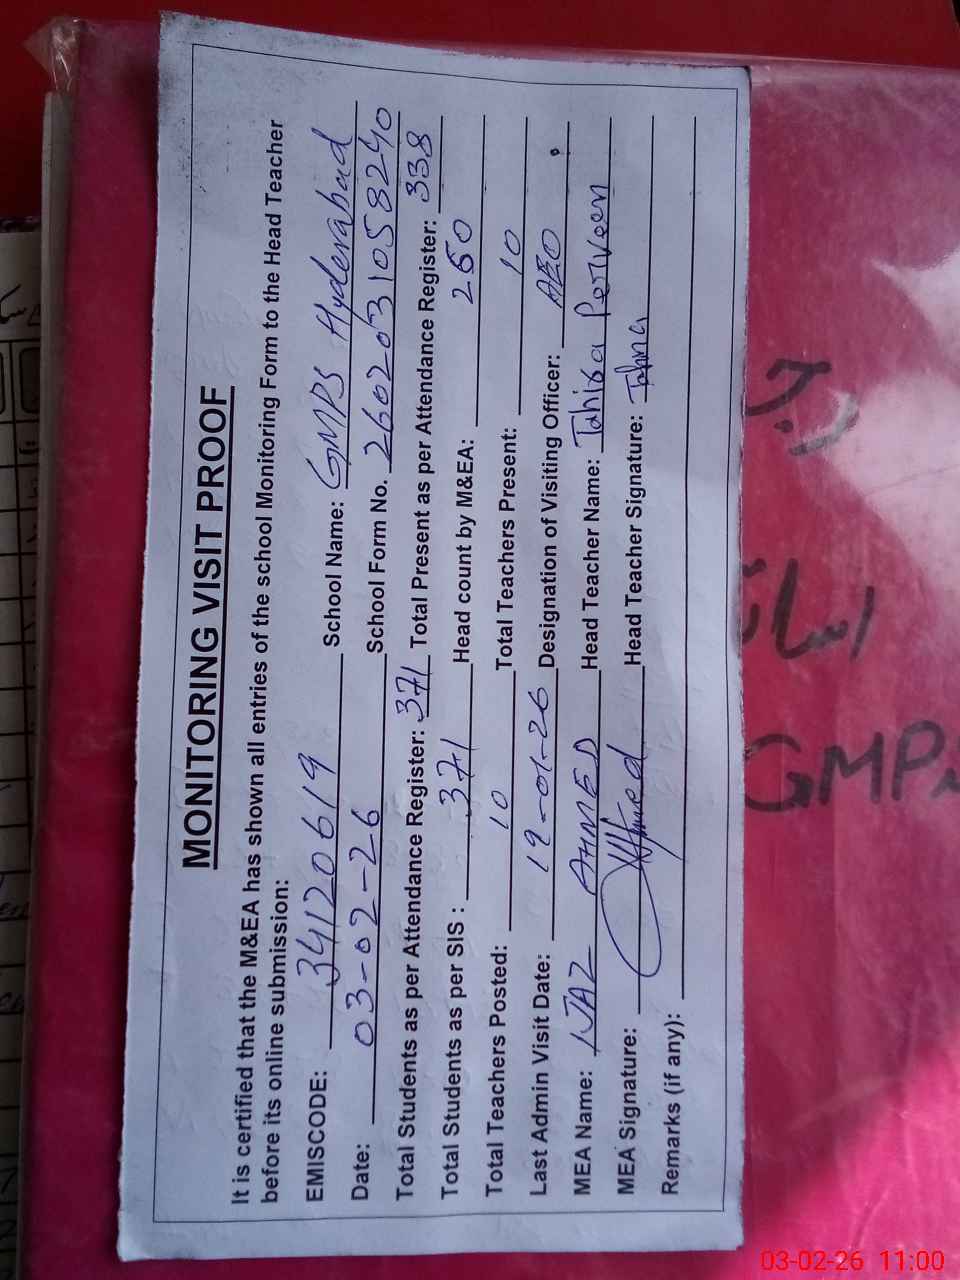 MONITORING VISIT PROOF
It is certified that the M&EA has shown all entries of the school Monitoring Form to the Head Teacher
before its online submission:
EMISCODE: 34120619 School Name: GMPS Hyderabad
Date: 03-02-26 School Form No. 2602031058240
Total Students as per Attendance Register: 371 Total Present as per Attendance Register: 338
Total Students as per SIS : 371 Head count by M&EA: 260
Total Teachers Posted: 10 Total Teachers Present: 10
Last Admin Visit Date: 19-01-26 Designation of Visiting Officer: AEO
MEA Name: IJAZ AHMED Head Teacher Name: Tahira Perveen
MEA Signature: Ahmed Head Teacher Signature: Tahira
Remarks (if any):
GMPS
03-02-26 11:00